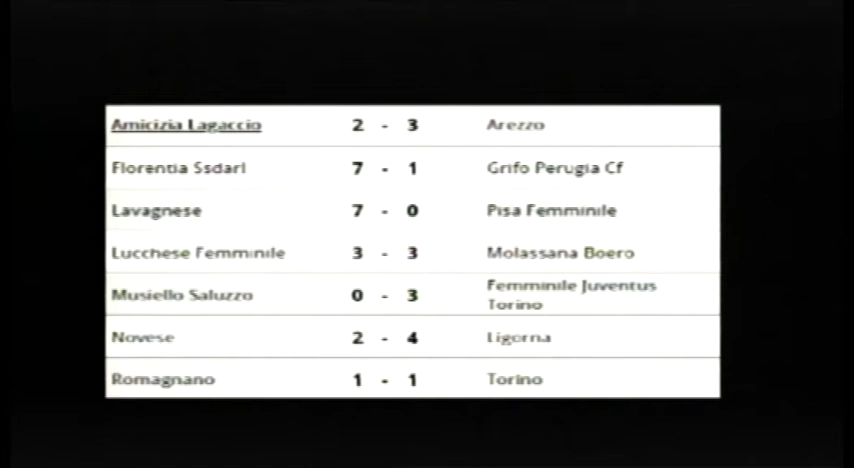 Amicizia Lagaccio 2 - 3 Arezzo
Florentia Ssdarl 7 - 1 Grifo Perugia Cf
Lavagnese 7 - 0 Pisa Femminile
Lucchese Femminile 3 - 3 Molassana Boero
Musiello Saluzzo 0 - 3 Femminile Juventus
Torino
Novese 2 - 4 Ligorna
Romagnano 1 - 1 Torino